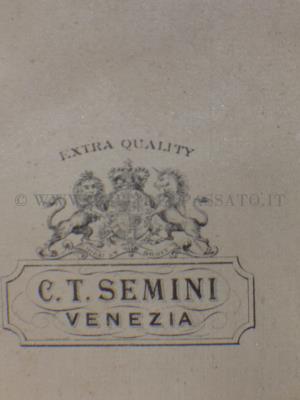 EXTRA QUALITY
C.T. SEMINI
VENEZIA